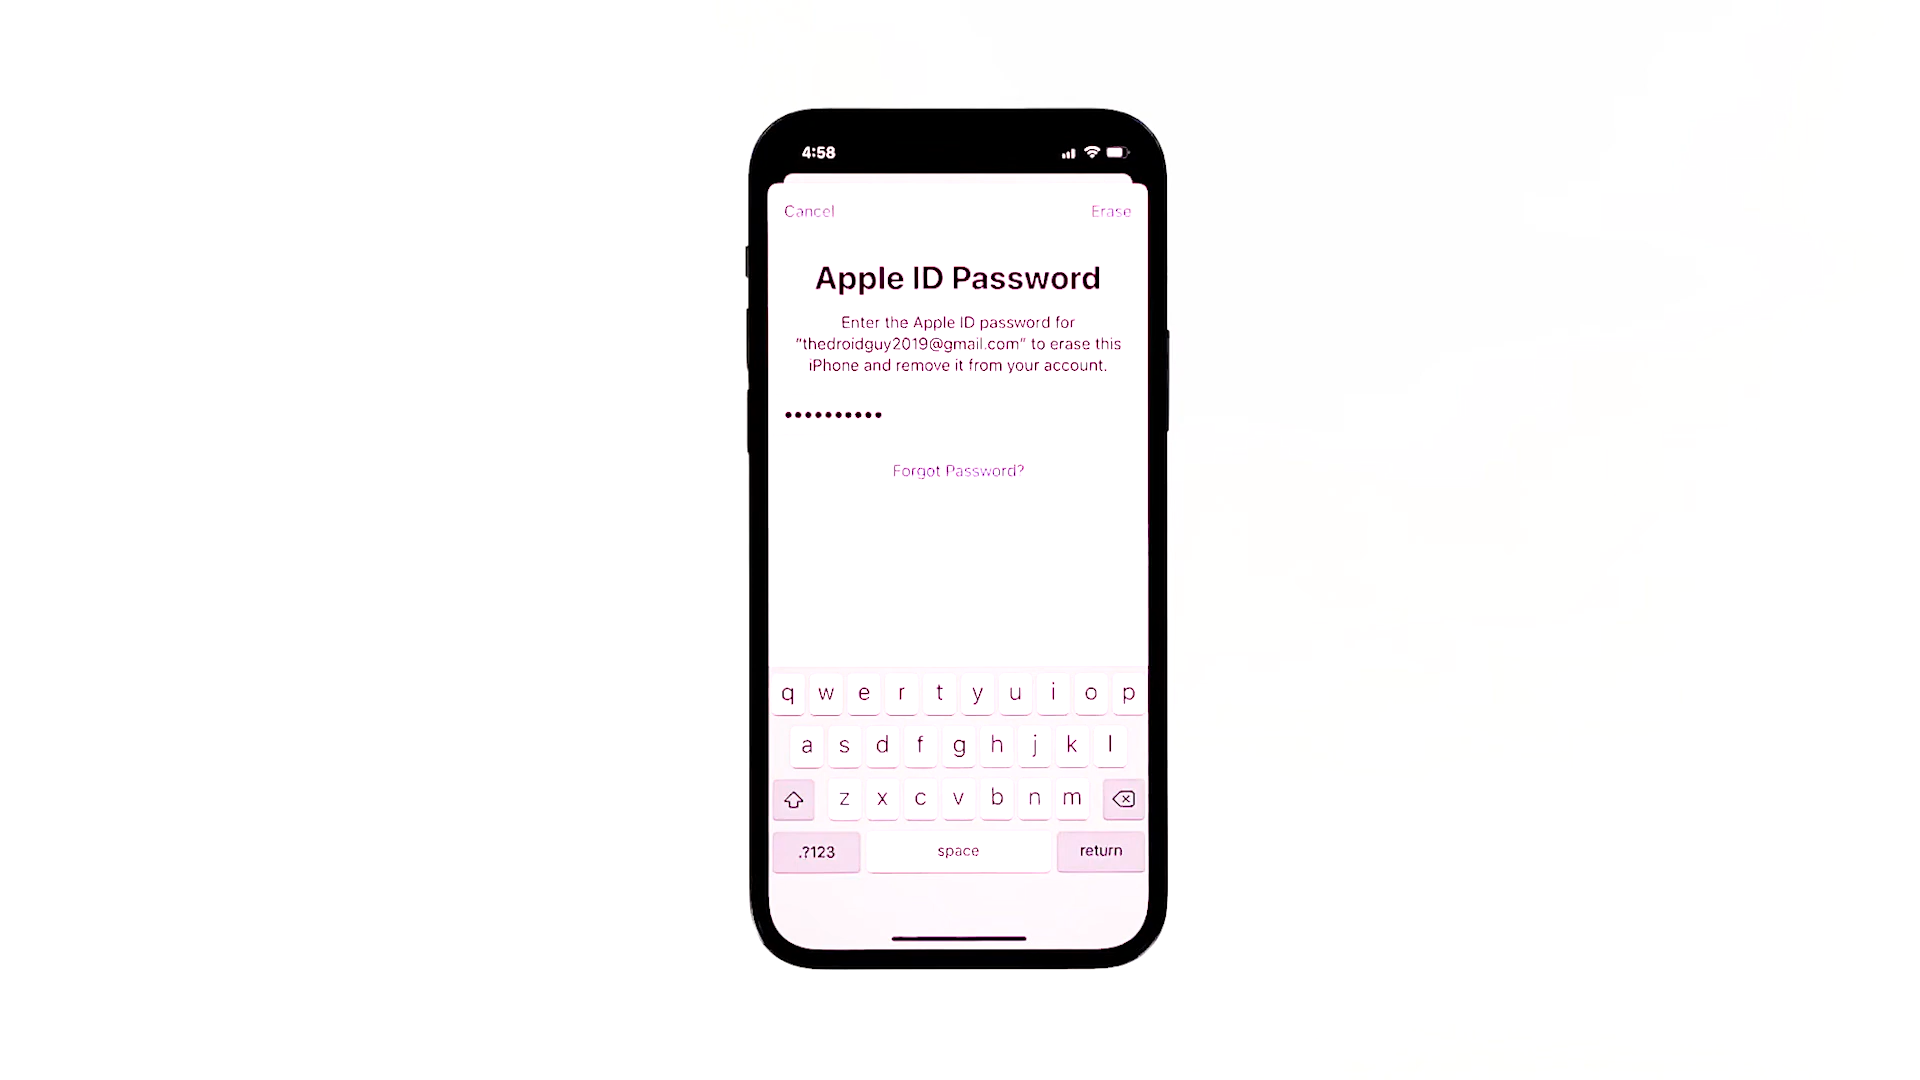 4:58
Cancel Erase
Apple ID Password
Enter the Apple ID password for
"thedroidguy2019@gmail.com" to erase this
iPhone and remove it from your account.
••••••••••
Forgot Password?
q w e r t y u i o p
a s d f g h j k l
z x c v b n m
.?123 space return